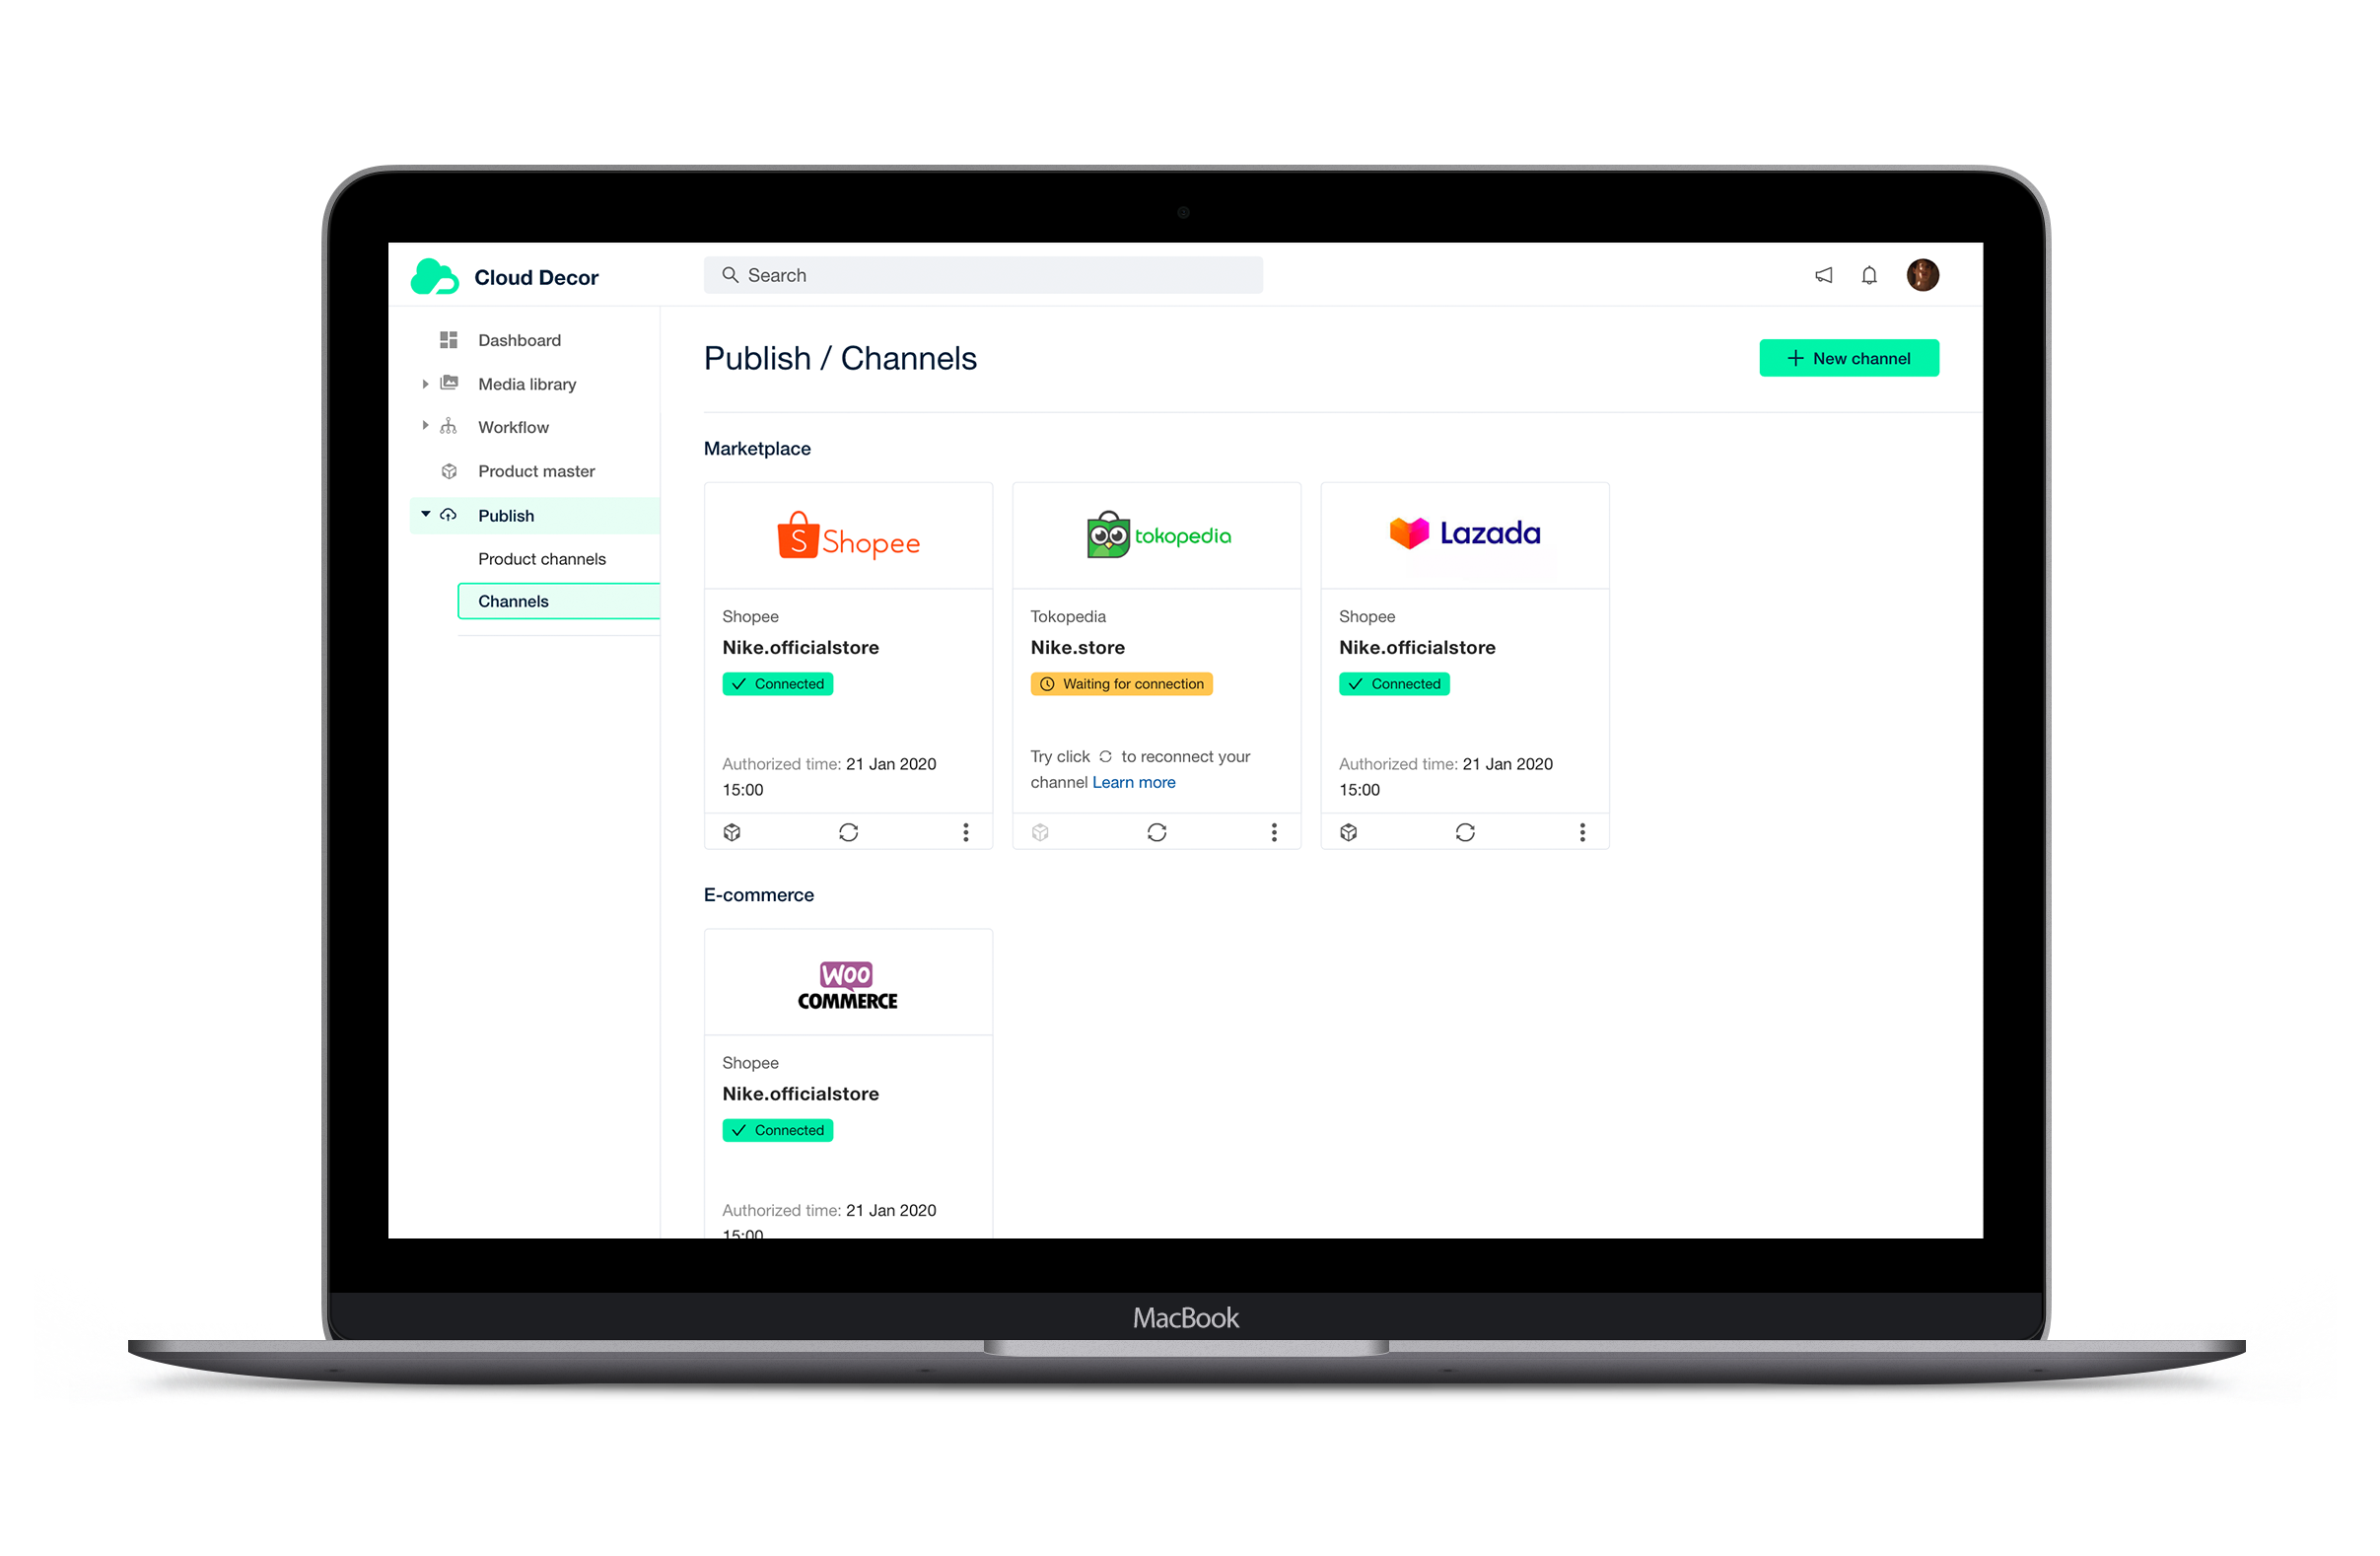 Cloud Decor
Search
Dashboard
Media library
Workflow
Product master
Publish
Product channels
Channels
Publish / Channels
New channel
Marketplace
S Shopee
Shopee
Nike.officialstore
Connected
Authorized time: 21 Jan 2020
15:00
tokopedia
Tokopedia
Nike.store
Waiting for connection
Try click to reconnect your
channel Learn more
Lazada
Shopee
Nike.officialstore
Connected
Authorized time: 21 Jan 2020
15:00
E-commerce
WOO
COMMERCE
Shopee
Nike.officialstore
Connected
Authorized time: 21 Jan 2020
15:00
MacBook